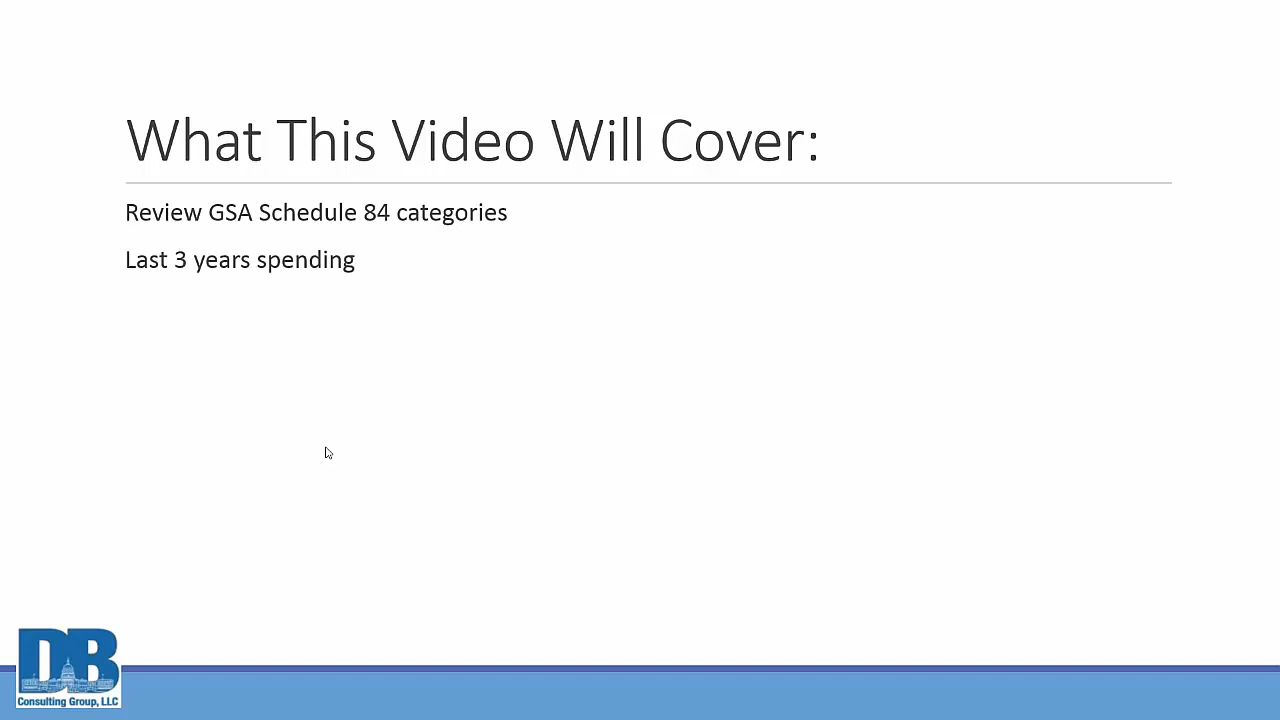 What This Video Will Cover:
Review GSA Schedule 84 categories
Last 3 years spending
DB
Consulting Group, LLC